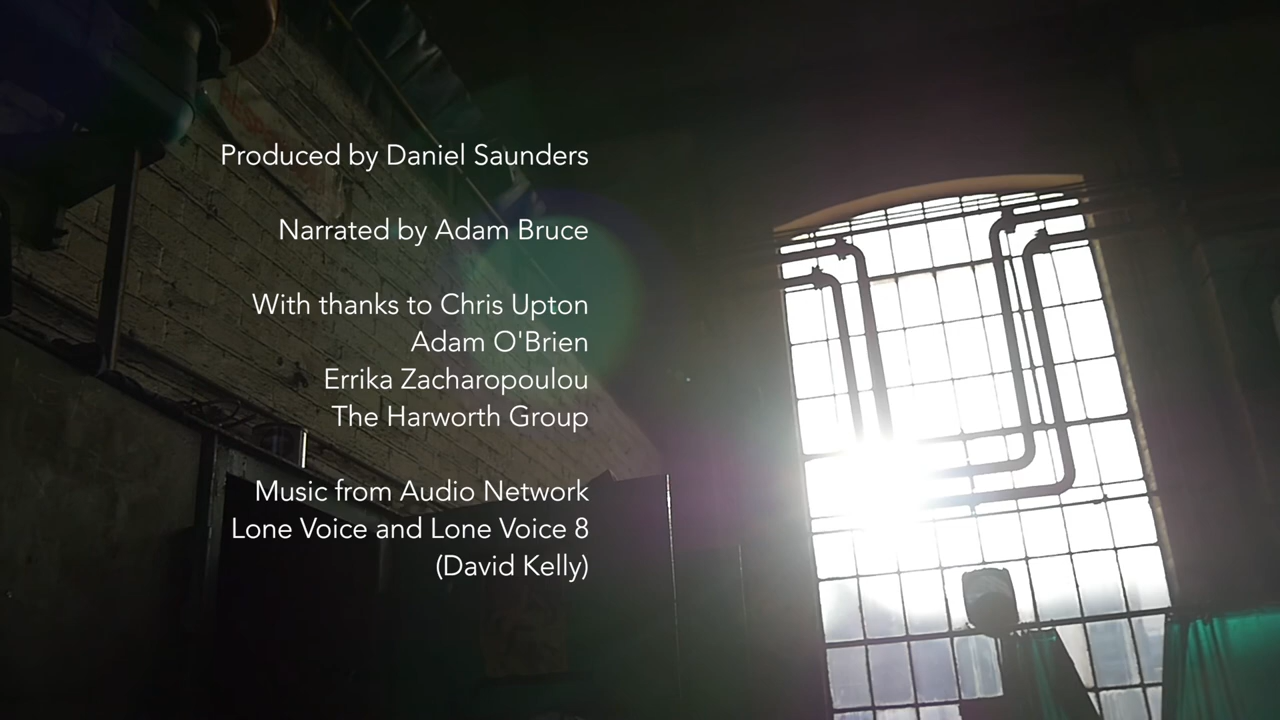 Produced by Daniel Saunders
Narrated by Adam Bruce
With thanks to Chris Upton
Adam O'Brien
Errika Zacharopoulou
The Harworth Group
Music from Audio Network
Lone Voice and Lone Voice 8
(David Kelly)